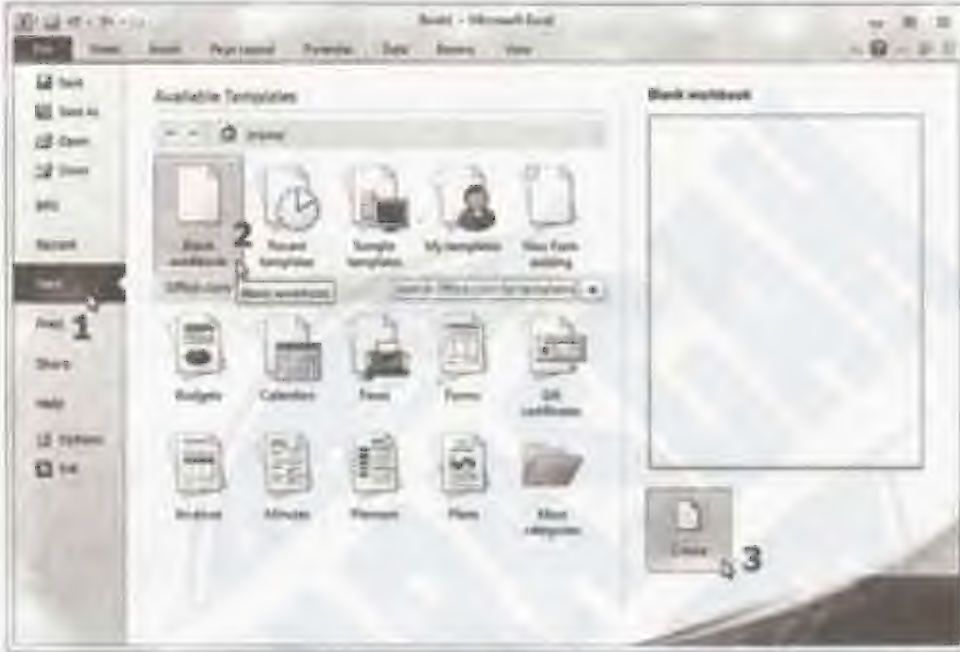 Book1 - Microsoft Excel
File Home Insert Page Layout Formulas Data Review View
Save
Save As
Open
Close
Info
Recent
New
1
Print
Share
Help
Options
Exit
Available Templates
Home
Blank workbook
2
Recent templates
Sample templates
My templates
New from existing
Office.com
Blank workbook
Search Office.com for templates
Budgets
Calendars
Faxes
Forms
Gift certificates
Invoices
Minutes
Planners
Plans
More categories
Blank workbook
Create
3